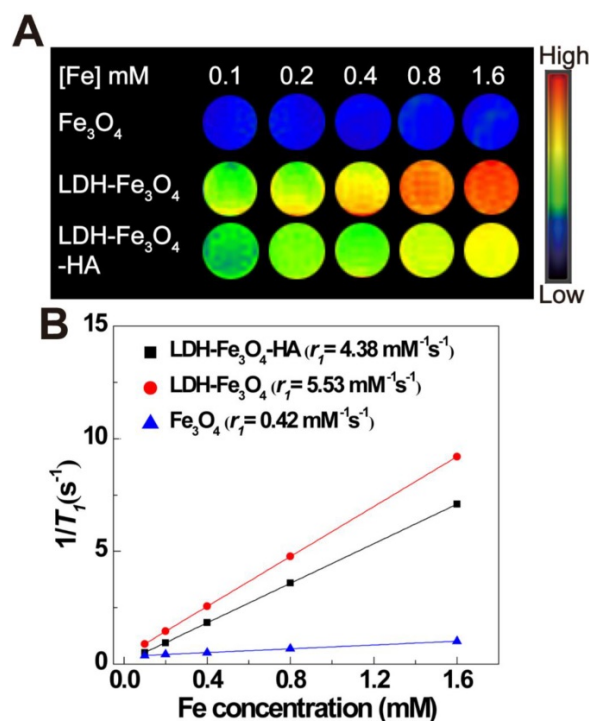 A
High
[Fe] mM 0.1 0.2 0.4 0.8 1.6
Fe₃O₄
LDH-Fe₃O₄
LDH-Fe₃O₄
-HA
Low
B
15
10
5
0
1/T₁(s⁻¹)
LDH-Fe₃O₄-HA (r₁= 4.38 mM⁻¹s⁻¹)
LDH-Fe₃O₄ (r₁= 5.53 mM⁻¹s⁻¹)
Fe₃O₄ (r₁= 0.42 mM⁻¹s⁻¹)
0.0 0.4 0.8 1.2 1.6
Fe concentration (mM)